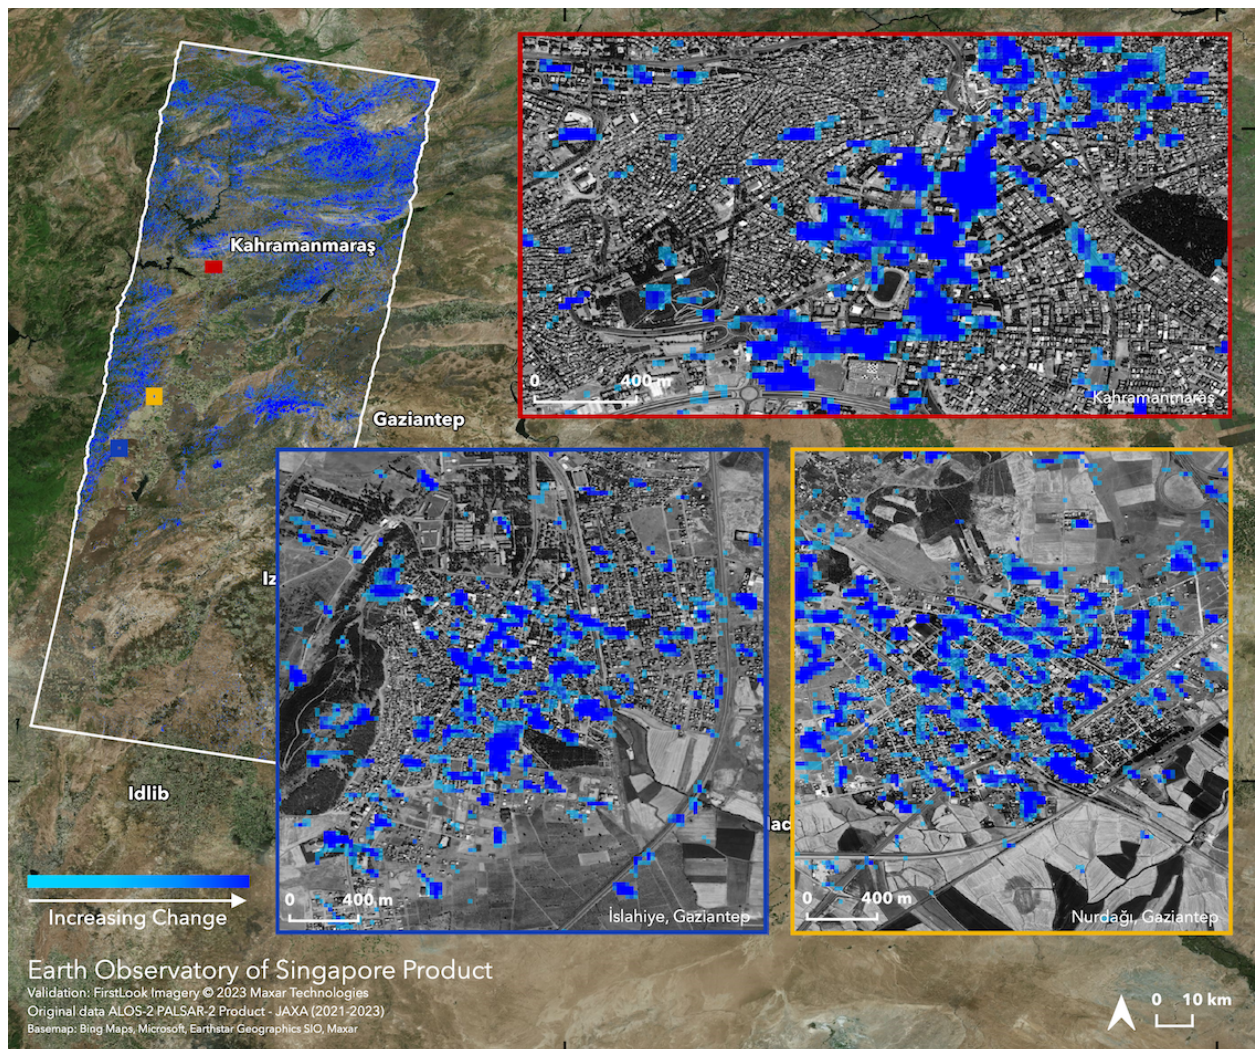 Kahramanmaraş
Gaziantep
Iz
Idlib
ac
Increasing Change
0 400 m
Kahramanmaraş
0 400 m
İslahiye, Gaziantep
0 400 m
Nurdağı, Gaziantep
Earth Observatory of Singapore Product
Validation: FirstLook Imagery © 2023 Maxar Technologies
Original data ALOS-2 PALSAR-2 Product - JAXA (2021-2023)
Basemap: Bing Maps, Microsoft, Earthstar Geographics SIO, Maxar
0 10 km